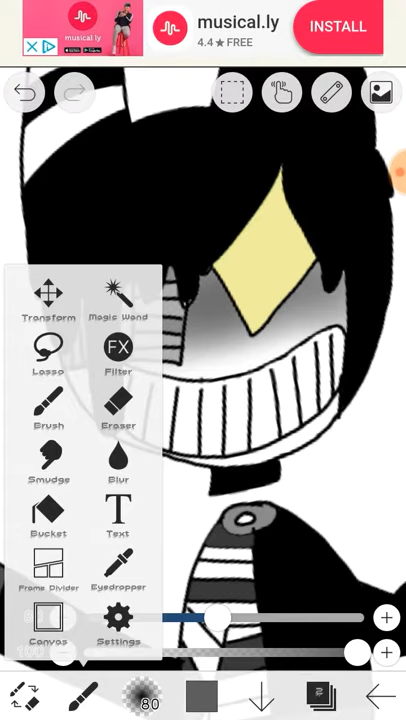 musical.ly
4.4★FREE
INSTALL
musical.ly
Transform
Magic Wand
Lasso
FX
Filter
Brush
Eraser
Smudge
Blur
Bucket
T
Text
Frame Divider
Eyedropper
Canvas
Settings
100
80